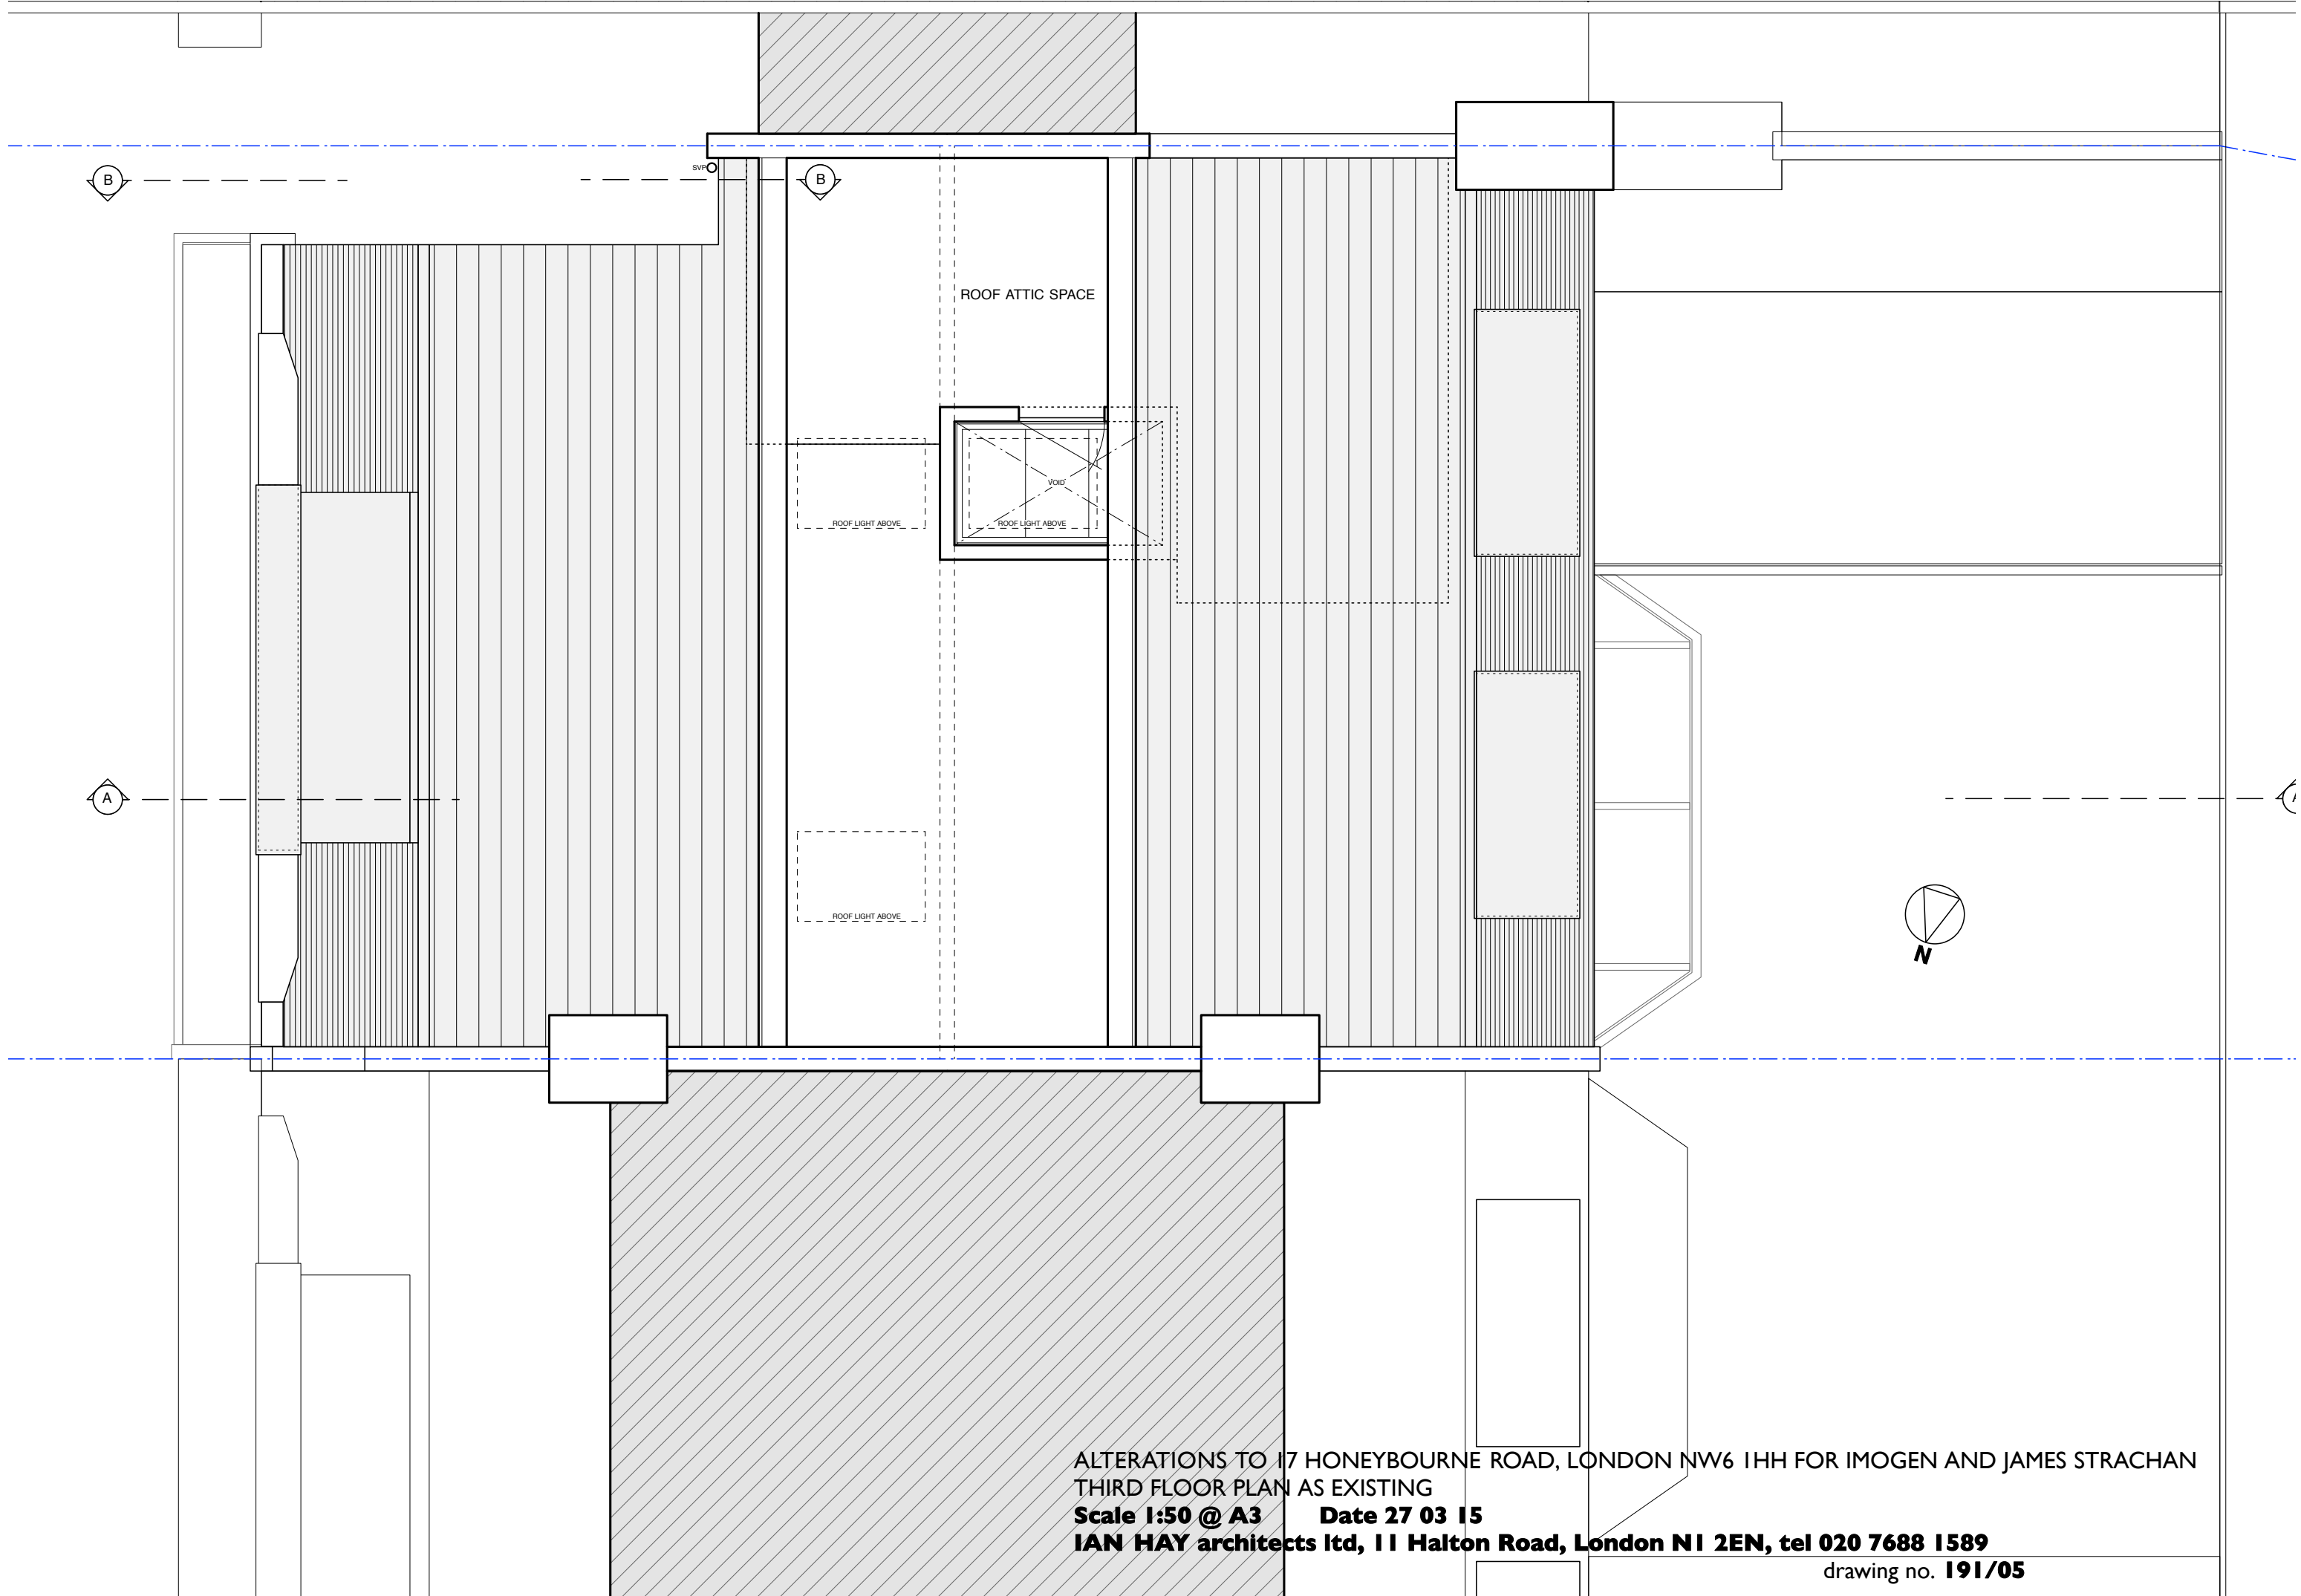 SVP
B
B
ROOF ATTIC SPACE
VOID
ROOF LIGHT ABOVE
ROOF LIGHT ABOVE
A
A
ROOF LIGHT ABOVE
N
ALTERATIONS TO 17 HONEYBOURNE ROAD, LONDON NW6 1HH FOR IMOGEN AND JAMES STRACHAN
THIRD FLOOR PLAN AS EXISTING
Scale 1:50 @ A3 Date 27 03 15
IAN HAY architects ltd, 11 Halton Road, London N1 2EN, tel 020 7688 1589
drawing no. 191/05